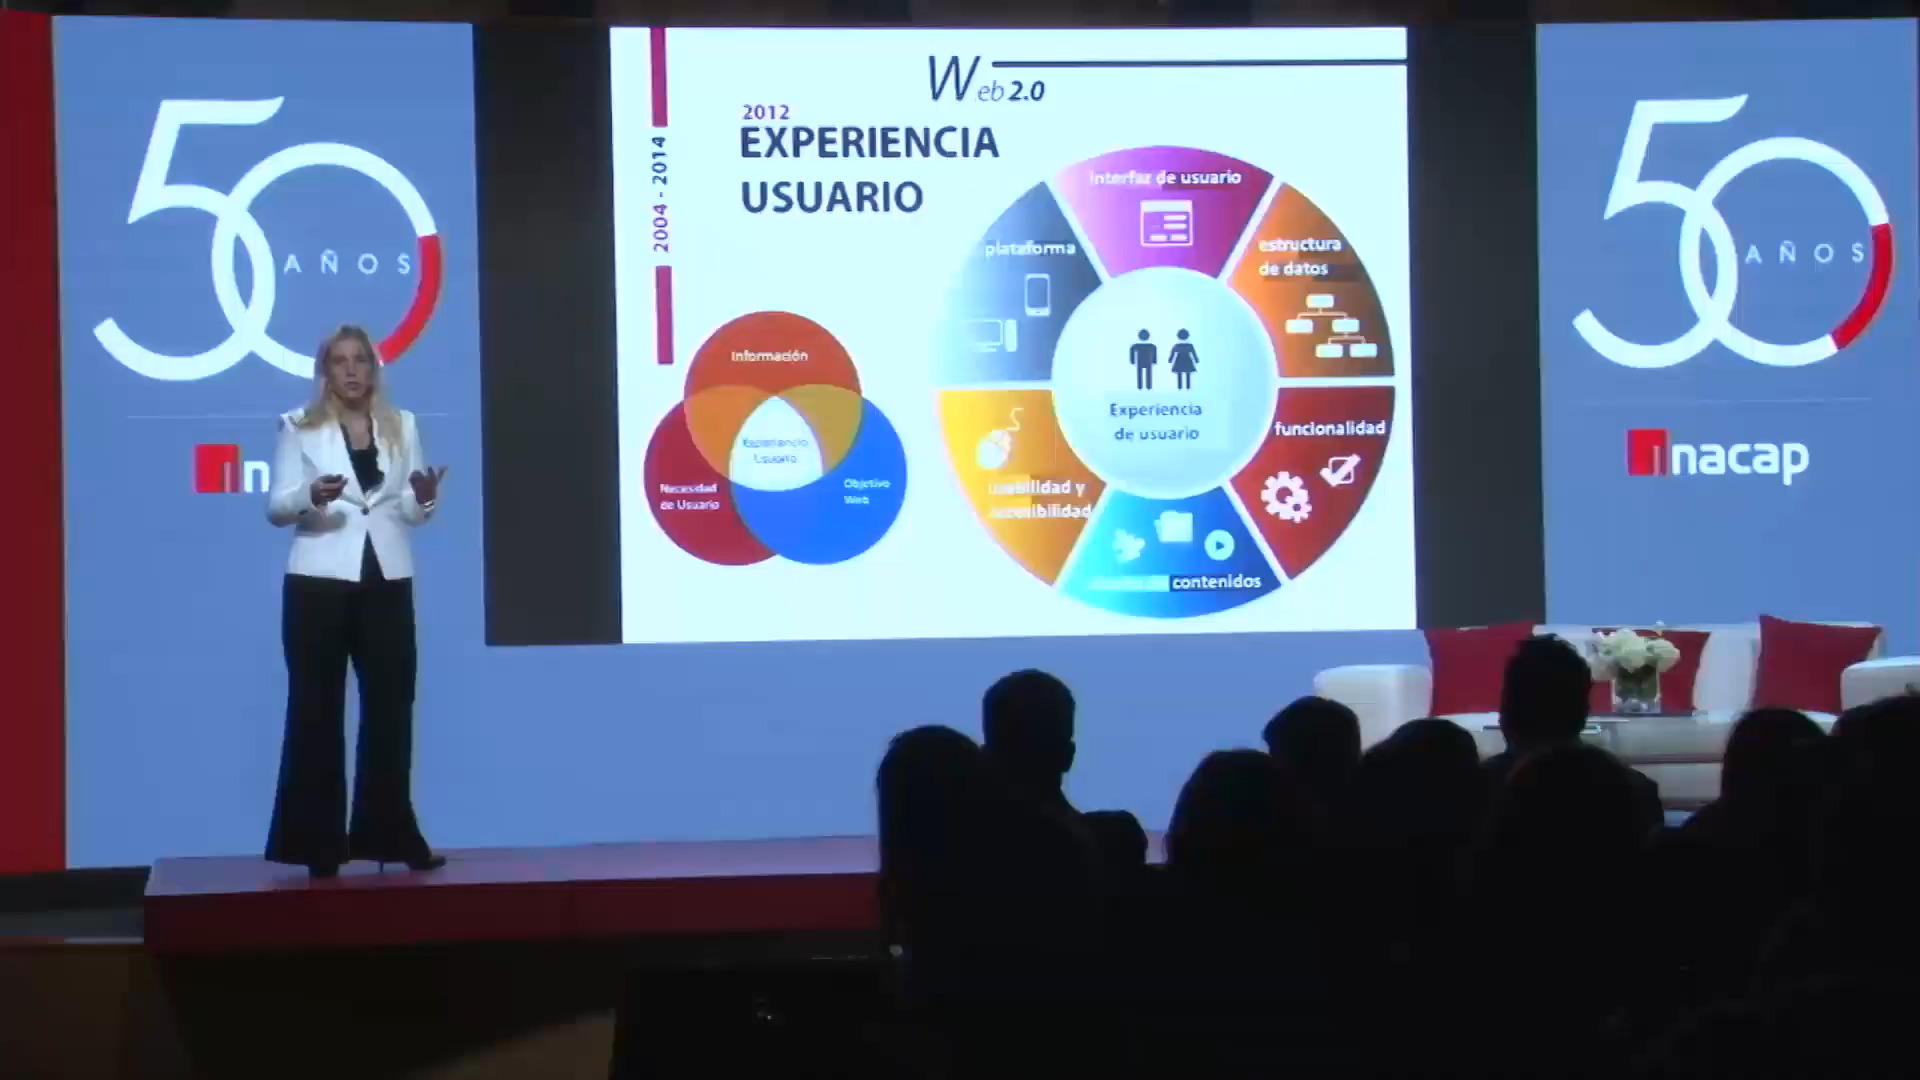 50
AÑOS
n
Web 2.0
2004 - 2014
2012
EXPERIENCIA
USUARIO
Información
Experiencia
Usuario
Necesidad
de Usuario
Objetivo
Web
interfaz de usuario
plataforma
estructura
de datos
Experiencia
de usuario
funcionalidad
usabilidad y
accesibilidad
contenidos
50
AÑOS
inacap